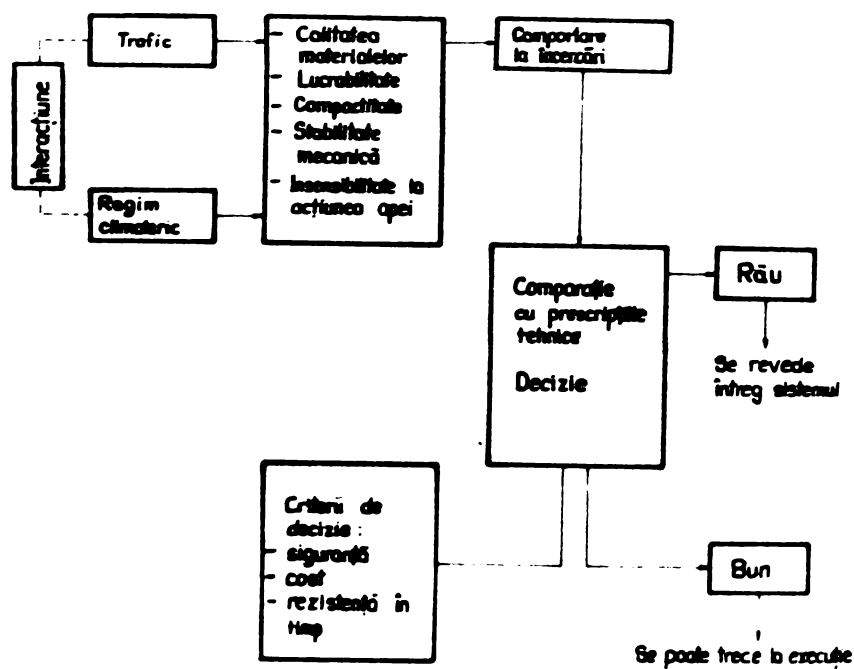 Trafic
Interacțiune
Regim
climateric
- Calitatea
materialelor
- Lucrabilitate
- Compactitate
- Stabilitate
mecanică
- Insensibilitate la
acțiunea apei
Comportare
la încercări
Comparație
cu prescripțiile
tehnice
Decizie
Rău
Se revede
întreg sistemul
Criterii de
decizie :
- siguranță
- cost
- rezistență în
timp
Bun
Se poate trece la execuție